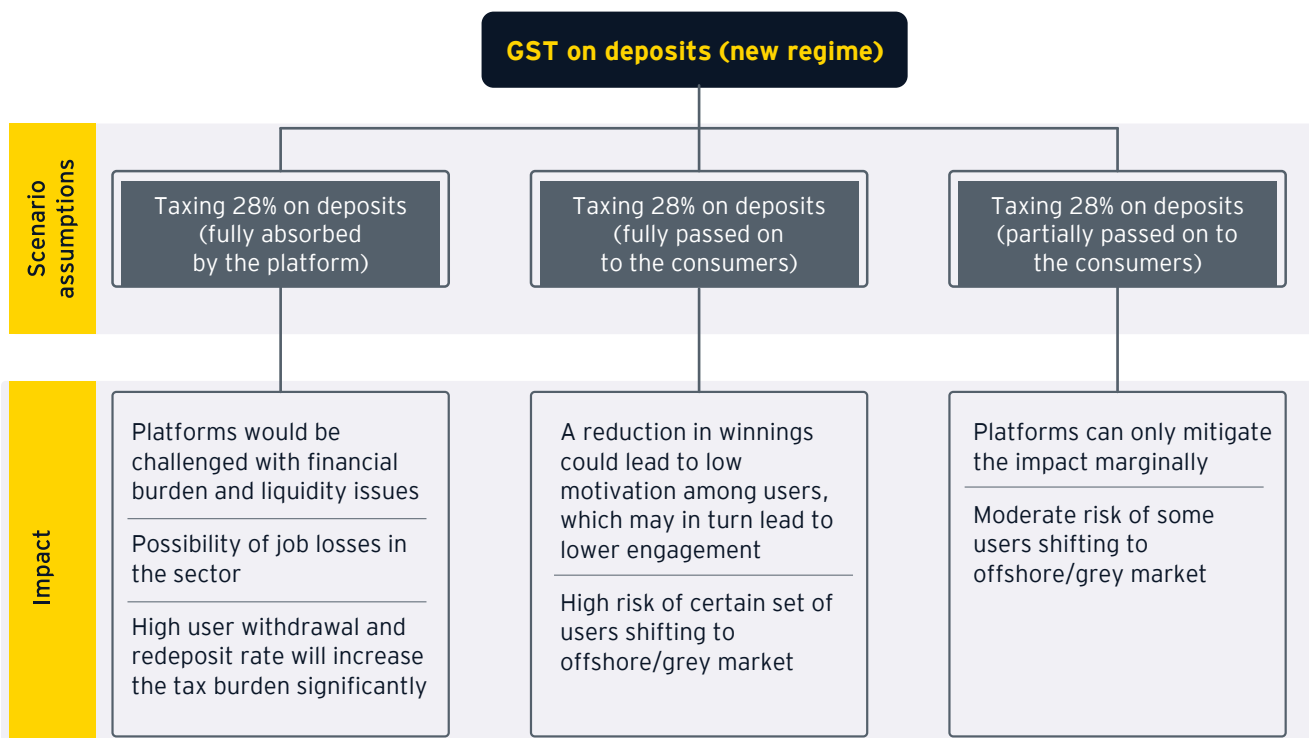 GST on deposits (new regime)
Scenario
assumptions
Taxing 28% on deposits
(fully absorbed
by the platform)
Taxing 28% on deposits
(fully passed on
to the consumers)
Taxing 28% on deposits
(partially passed on to
the consumers)
Impact
Platforms would be
challenged with financial
burden and liquidity issues
Possibility of job losses in
the sector
High user withdrawal and
redeposit rate will increase
the tax burden significantly
A reduction in winnings
could lead to low
motivation among users,
which may in turn lead to
lower engagement
High risk of certain set of
users shifting to
offshore/grey market
Platforms can only mitigate
the impact marginally
Moderate risk of some
users shifting to
offshore/grey market